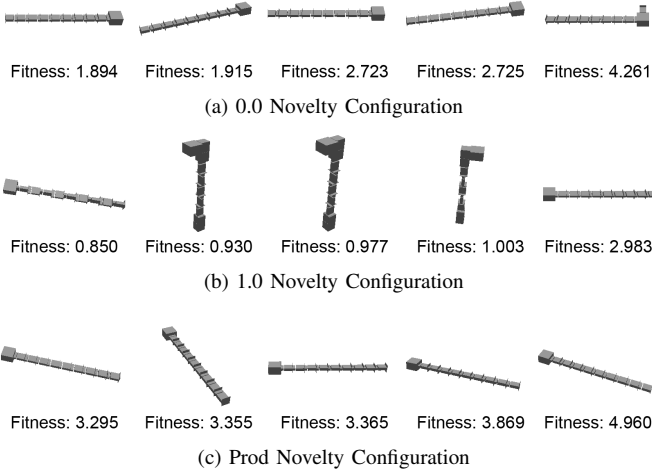 Fitness: 1.894 Fitness: 1.915 Fitness: 2.723 Fitness: 2.725 Fitness: 4.261
(a) 0.0 Novelty Configuration
Fitness: 0.850 Fitness: 0.930 Fitness: 0.977 Fitness: 1.003 Fitness: 2.983
(b) 1.0 Novelty Configuration
Fitness: 3.295 Fitness: 3.355 Fitness: 3.365 Fitness: 3.869 Fitness: 4.960
(c) Prod Novelty Configuration